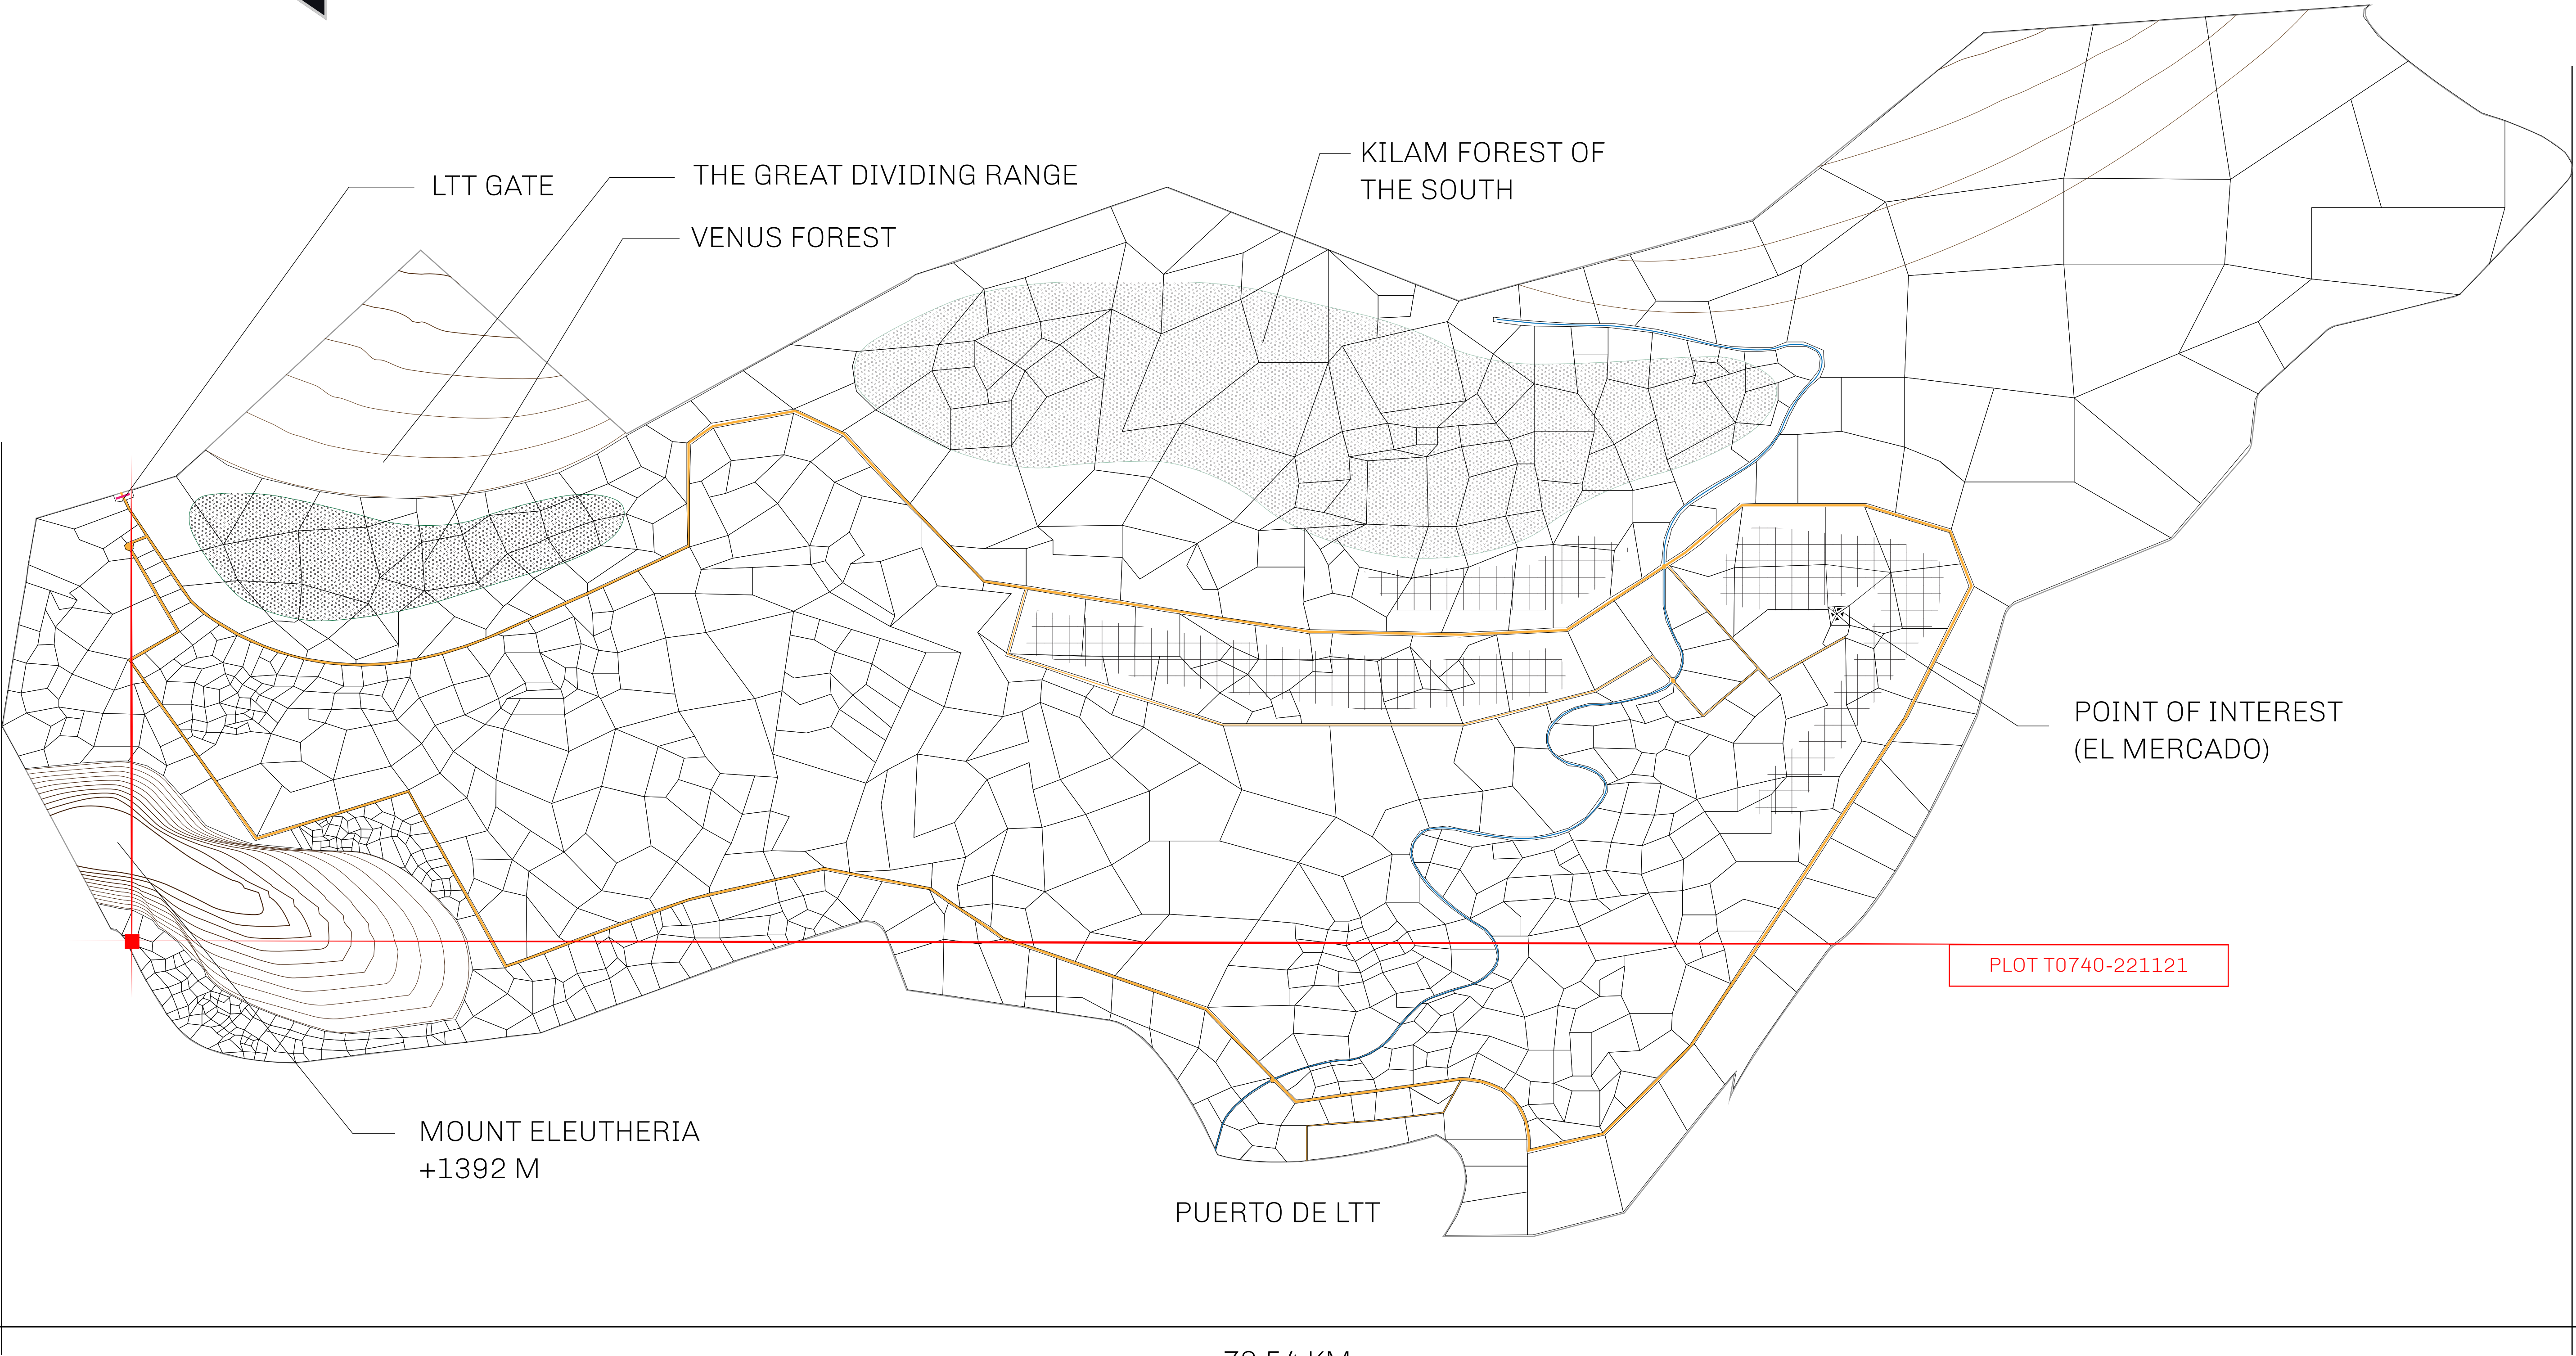 KILAM FOREST OF
THE SOUTH
LTT GATE
THE GREAT DIVIDING RANGE
VENUS FOREST
POINT OF INTEREST
(EL MERCADO)
PLOT T0740-221121
MOUNT ELEUTHERIA
+1392 M
PUERTO DE LTT
KM